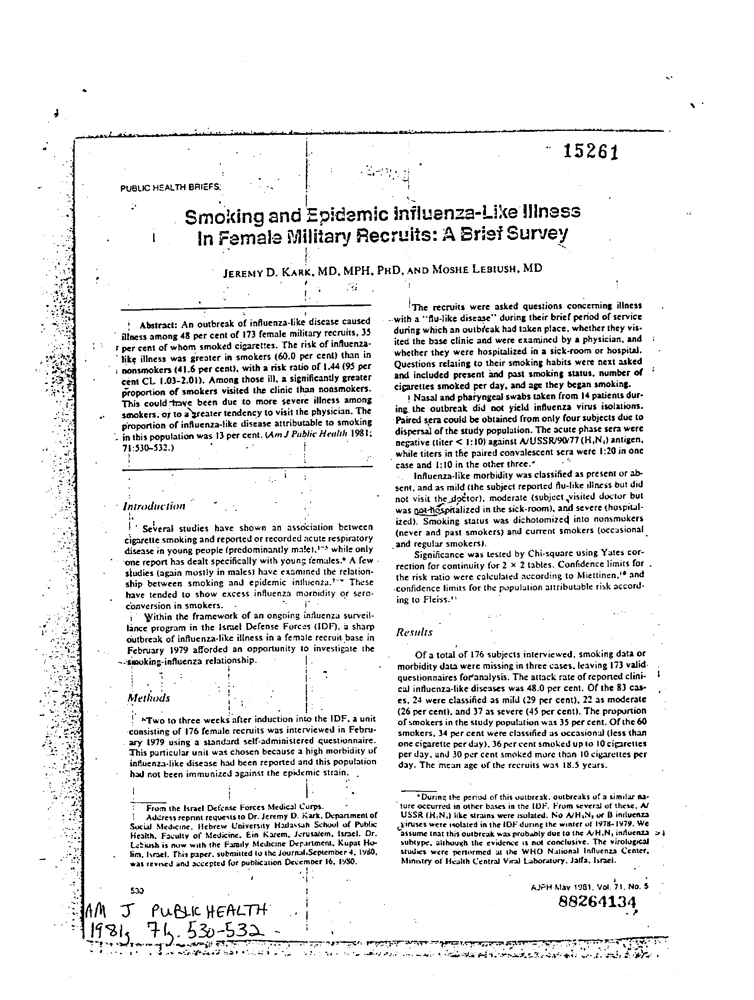 15261
PUBLIC HEALTH BRIEFS
Smoking and Epidemic Influenza-Like Illness
In Female Military Recruits: A Brief Survey
JEREMY D. KARK, MD, MPH, PHD, AND MOSHE LEBIUSH, MD
Abstract: An outbreak of influenza-like disease caused
illness among 48 per cent of 173 female military recruits, 35
per cent of whom smoked cigarettes. The risk of influenza-
like illness was greater in smokers (60.0 per cent) than in
nonsmokers (41.6 per cent), with a risk ratio of 1.44 (95 per
cent CL 1.03-2.01). Among those ill, a significantly greater
proportion of smokers visited the clinic than nonsmokers.
This could have been due to more severe illness among
smokers, or to a greater tendency to visit the physician. The
proportion of influenza-like disease attributable to smoking
in this population was 13 per cent. (Am J Public Health 1981;
71:530-532.)
Introduction
Several studies have shown an association between
cigarette smoking and reported or recorded acute respiratory
disease in young people (predominantly male), while only
one report has dealt specifically with young females. A few
studies (again mostly in males) have examined the relation-
ship between smoking and epidemic influenza. These
have tended to show excess influenza morbidity or sero-
conversion in smokers.
Within the framework of an ongoing influenza surveil-
lance program in the Israel Defense Forces (IDF), a sharp
outbreak of influenza-like illness in a female recruit base in
February 1979 afforded an opportunity to investigate the
smoking-influenza relationship.
Methods
Two to three weeks after induction into the IDF, a unit
consisting of 176 female recruits was interviewed in Febru-
ary 1979 using a standard self-administered questionnaire.
This particular unit was chosen because a high morbidity of
influenza-like disease had been reported and this population
had not been immunized against the epidemic strain.
From the Israel Defense Forces Medical Corps.
Address reprint requests to Dr. Jeremy D. Kark, Department of
Social Medicine, Hebrew University Hadassah School of Public
Health, Faculty of Medicine, Ein Karem, Jerusalem, Israel. Dr.
Lebiush is now with the Family Medicine Department, Kupat Ho-
lim, Israel. This paper, submitted to the Journal September 4, 1980,
was revised and accepted for publication December 16, 1980.
530
The recruits were asked questions concerning illness
with a "flu-like disease" during their brief period of service
during which an outbreak had taken place, whether they vis-
ited the base clinic and were examined by a physician, and
whether they were hospitalized in a sick-room or hospital.
Questions relating to their smoking habits were next asked
and included present and past smoking status, number of
cigarettes smoked per day, and age they began smoking.
Nasal and pharyngeal swabs taken from 14 patients dur-
ing the outbreak did not yield influenza virus isolations.
Paired sera could be obtained from only four subjects due to
dispersal of the study population. The acute phase sera were
negative (titer < 1:10) against A/USSR/90/77 (H₁N₁) antigen,
while titers in the paired convalescent sera were 1:20 in one
case and 1:10 in the other three.*
Influenza-like morbidity was classified as present or ab-
sent, and as mild (the subject reported flu-like illness but did
not visit the doctor), moderate (subject visited doctor but
was not hospitalized in the sick-room), and severe (hospital-
ized). Smoking status was dichotomized into nonsmokers
(never and past smokers) and current smokers (occasional
and regular smokers).
Significance was tested by Chi-square using Yates cor-
rection for continuity for 2 × 2 tables. Confidence limits for
the risk ratio were calculated according to Miettinen,¹⁰ and
confidence limits for the population attributable risk accord-
ing to Fleiss.¹¹
Results
Of a total of 176 subjects interviewed, smoking data or
morbidity data were missing in three cases, leaving 173 valid
questionnaires for analysis. The attack rate of reported clini-
cal influenza-like diseases was 48.0 per cent. Of the 83 cas-
es, 24 were classified as mild (29 per cent), 22 as moderate
(26 per cent), and 37 as severe (45 per cent). The proportion
of smokers in the study population was 35 per cent. Of the 60
smokers, 34 per cent were classified as occasional (less than
one cigarette per day), 36 per cent smoked up to 10 cigarettes
per day, and 30 per cent smoked more than 10 cigarettes per
day. The mean age of the recruits was 18.5 years.
*During the period of this outbreak, outbreaks of a similar na-
ture occurred in other bases in the IDF. From several of these, A/
USSR (H₁N₁) like strains were isolated. No A/H₃N₂ or B influenza
viruses were isolated in the IDF during the winter of 1978-1979. We
assume that this outbreak was probably due to the A/H₁N₁ influenza
subtype, although the evidence is not conclusive. The virological
studies were performed at the WHO National Influenza Center,
Ministry of Health Central Viral Laboratory, Jaffa, Israel.
AJPH May 1981, Vol. 71, No. 5
88264134
AM J PUBLIC HEALTH
1981; 71, 530-532